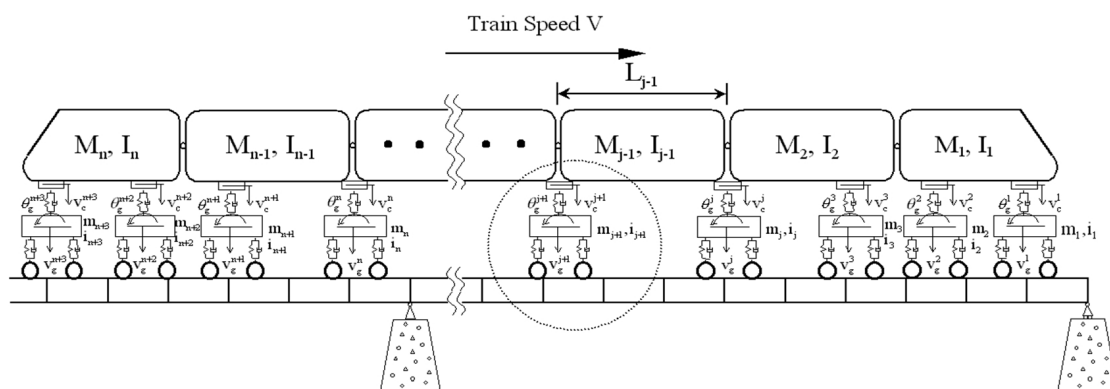 Train Speed V
L_{j-1}
M_n, I_n M_{n-1}, I_{n-1} M_{j-1}, I_{j-1} M_2, I_2 M_1, I_1
θ_g^{n+3} v_c^{n+3} θ_g^{n+2} v_c^{n+2} θ_g^{n+1} v_c^{n+1} θ_g^n v_c^n θ_g^{j+1} v_c^{j+1} θ_g^j v_c^j θ_g^3 v_c^3 θ_g^2 v_c^2 θ_g^1 v_c^1
m_{n+3} m_{n+2} m_{n+1} m_n m_{j+1}, i_{j+1} m_j, i_j m_3 m_2 m_1, i_1
i_{n+3} i_{n+2} i_{n+1} i_n i_3 i_2
v_g^{n+3} v_g^{n+2} v_g^{n+1} v_g^n v_g^{j+1} v_g^j v_g^3 v_g^2 v_g^1